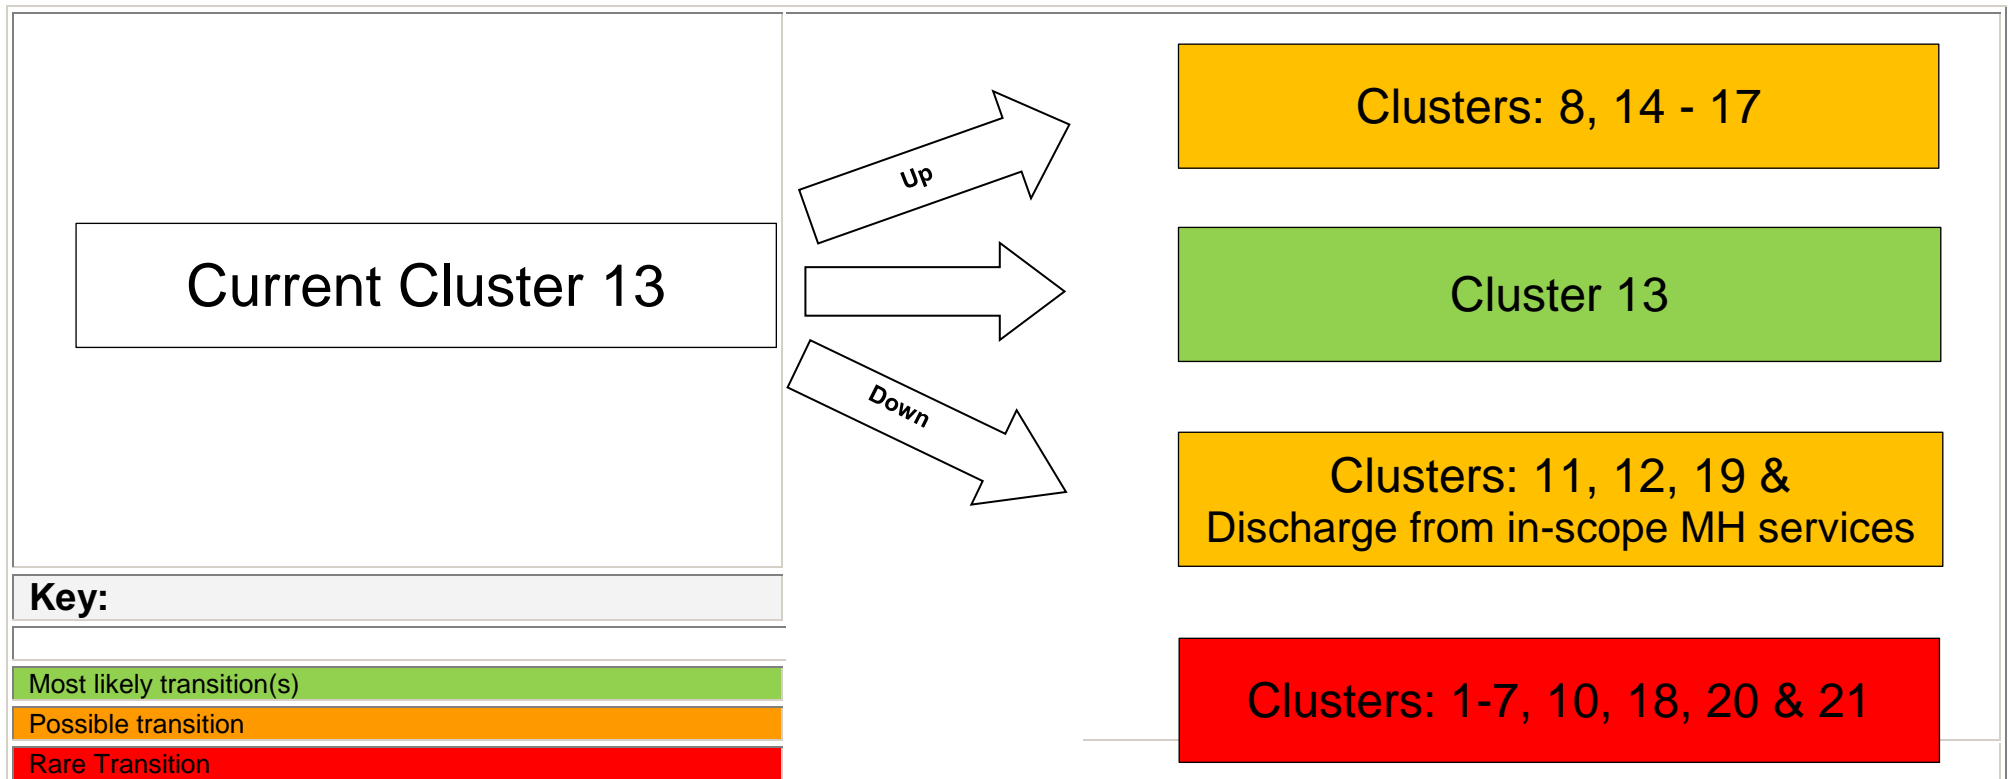 Current Cluster 13
Up
Down
Clusters: 8, 14 - 17
Cluster 13
Clusters: 11, 12, 19 &
Discharge from in-scope MH services
Clusters: 1-7, 10, 18, 20 & 21
Key:
Most likely transition(s)
Possible transition
Rare Transition